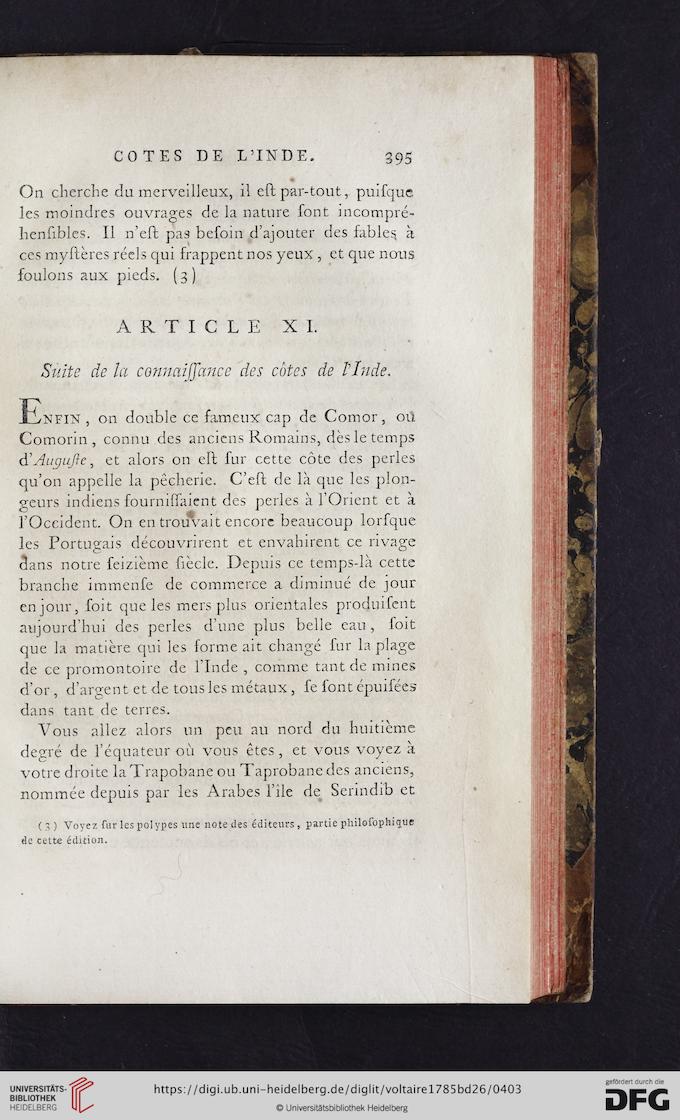 COTES DE L'INDE. 395
On cherche du merveilleux, il eſt par-tout, puiſque
les moindres ouvrages de la nature ſont incompré-
henſibles. Il n'eſt pas beſoin d'ajouter des fables à
ces myſtères réels qui frappent nos yeux, et que nous
foulons aux pieds. (3)
ARTICLE XI.
Suite de la connaiſſance des côtes de l'Inde.
ENFIN, on double ce fameux cap de Comor, ou
Comorin, connu des anciens Romains, dès le temps
d'Auguſte, et alors on eſt ſur cette côte des perles
qu'on appelle la pêcherie. C'eſt de là que les plon-
geurs indiens fourniſſaient des perles à l'Orient et à
l'Occident. On en trouvait encore beaucoup lorſque
les Portugais découvrirent et envahirent ce rivage
dans notre ſeizième ſiècle. Depuis ce temps-là cette
branche immenſe de commerce a diminué de jour
en jour, ſoit que les mers plus orientales produiſent
aujourd'hui des perles d'une plus belle eau, ſoit
que la matière qui les forme ait changé ſur la plage
de ce promontoire de l'Inde, comme tant de mines
d'or, d'argent et de tous les métaux, ſe ſont épuiſées
dans tant de terres.
Vous allez alors un peu au nord du huitième
degré de l'équateur où vous êtes, et vous voyez à
votre droite la Trapobane ou Taprobane des anciens,
nommée depuis par les Arabes l'île de Serindib et
(3) Voyez ſur les polypes une note des éditeurs, partie philoſophique
de cette édition.
UNIVERSITÄTS-
BIBLIOTHEK
HEIDELBERG
https://digi.ub.uni-heidelberg.de/diglit/voltaire1785bd26/0403
© Universitätsbibliothek Heidelberg
gefördert durch die
DFG